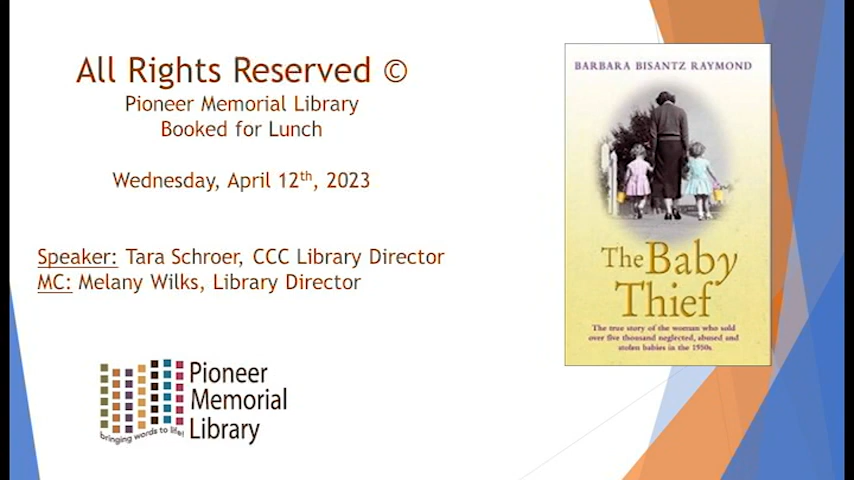 All Rights Reserved ©
Pioneer Memorial Library
Booked for Lunch
Wednesday, April 12th, 2023
Speaker: Tara Schroer, CCC Library Director
MC: Melany Wilks, Library Director
Pioneer
Memorial
Library
bringing words to life!
BARBARA BISANTZ RAYMOND
The Baby
Thief
The true story of the woman who sold
over five thousand neglected, abused and
stolen babies in the 1950s.